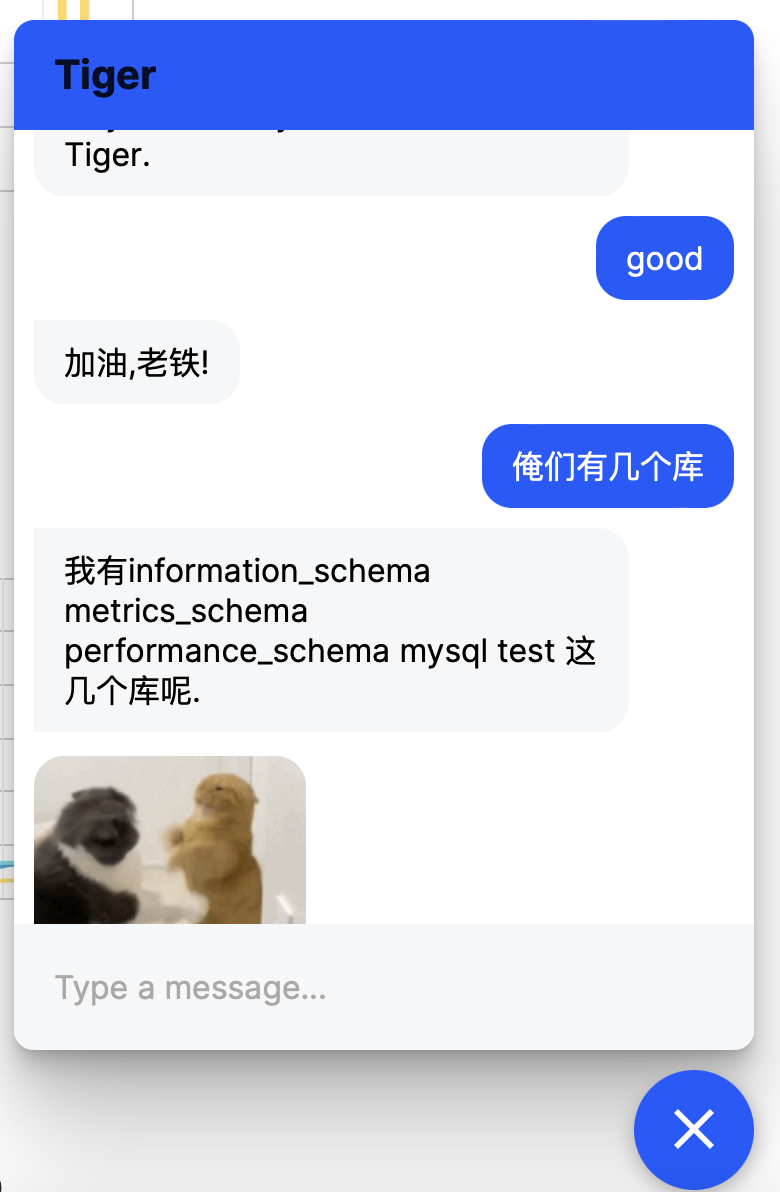 Tiger
Tiger.
good
加油,老铁!
俺们有几个库
我有information_schema
metrics_schema
performance_schema mysql test 这
几个库呢.
Type a message...